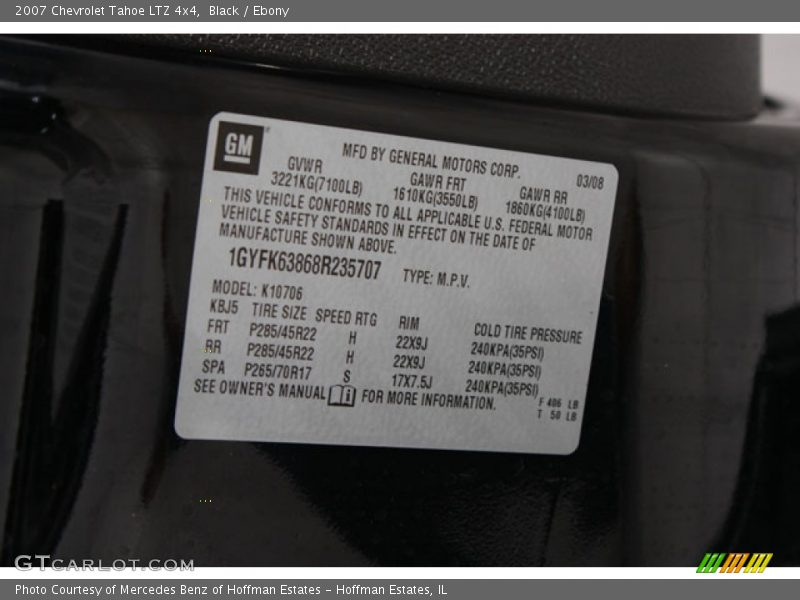 2007 Chevrolet Tahoe LTZ 4x4, Black / Ebony
GM
MFD BY GENERAL MOTORS CORP.
03/08
GVWR GAWR FRT GAWR RR
3221KG(7100LB) 1610KG(3550LB) 1860KG(4100LB)
THIS VEHICLE CONFORMS TO ALL APPLICABLE U.S. FEDERAL MOTOR
VEHICLE SAFETY STANDARDS IN EFFECT ON THE DATE OF
MANUFACTURE SHOWN ABOVE.
1GYFK63868R235707 TYPE: M.P.V.
MODEL: K10706
KBJ5 TIRE SIZE SPEED RTG RIM COLD TIRE PRESSURE
FRT P285/45R22 H 22X9J 240KPA(35PSI)
RR P285/45R22 H 22X9J 240KPA(35PSI)
SPA P265/70R17 S 17X7.5J 240KPA(35PSI)
SEE OWNER'S MANUAL i FOR MORE INFORMATION.
F 406 LB
T 50 LB
GTCARLOT.COM
Photo Courtesy of Mercedes Benz of Hoffman Estates - Hoffman Estates, IL